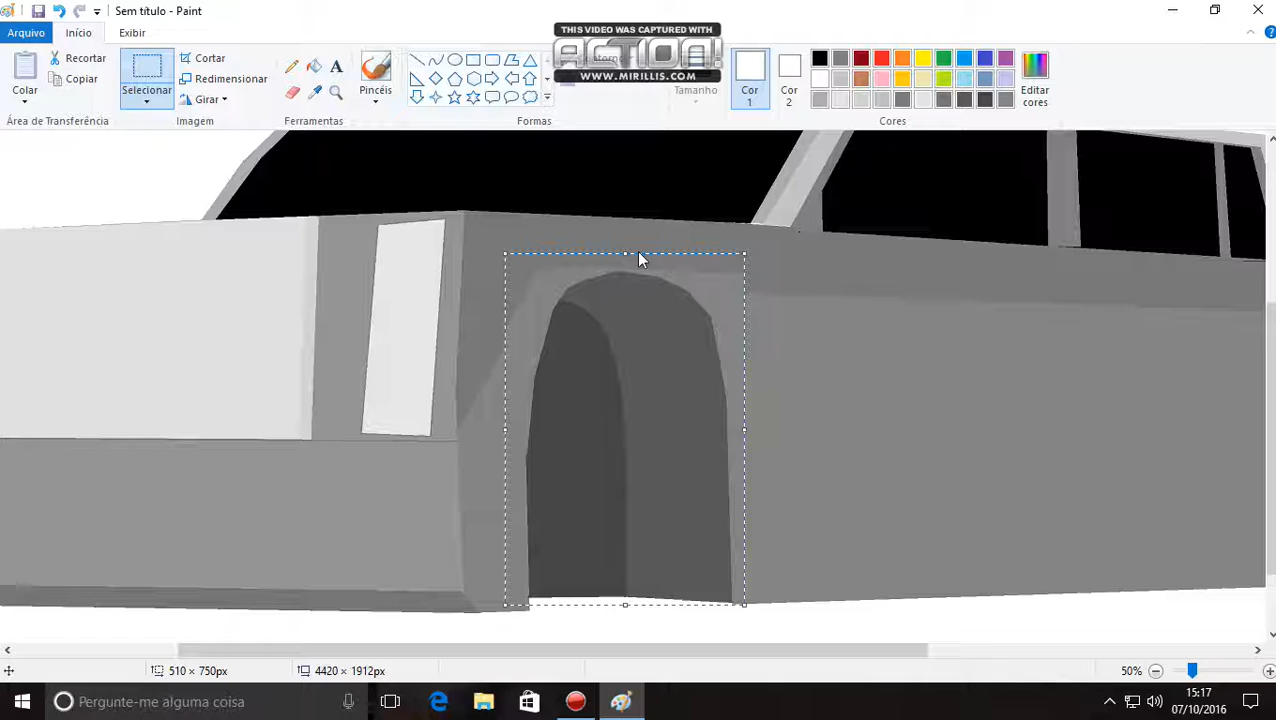 Sem título - Paint
Arquivo Início Exibir
THIS VIDEO WAS CAPTURED WITH
ACTION!
WWW.MIRILLIS.COM
Colar
Recortar
Copiar
Área de Transferência
Selecionar
Cortar
Redimensionar
Girar
Imagem
A
Ferramentas
Pincéis
Formas
Tamanho
Cor 1
Cor 2
Editar cores
Cores
510 × 750px
4420 × 1912px
50%
Pergunte-me alguma coisa
15:17
07/10/2016